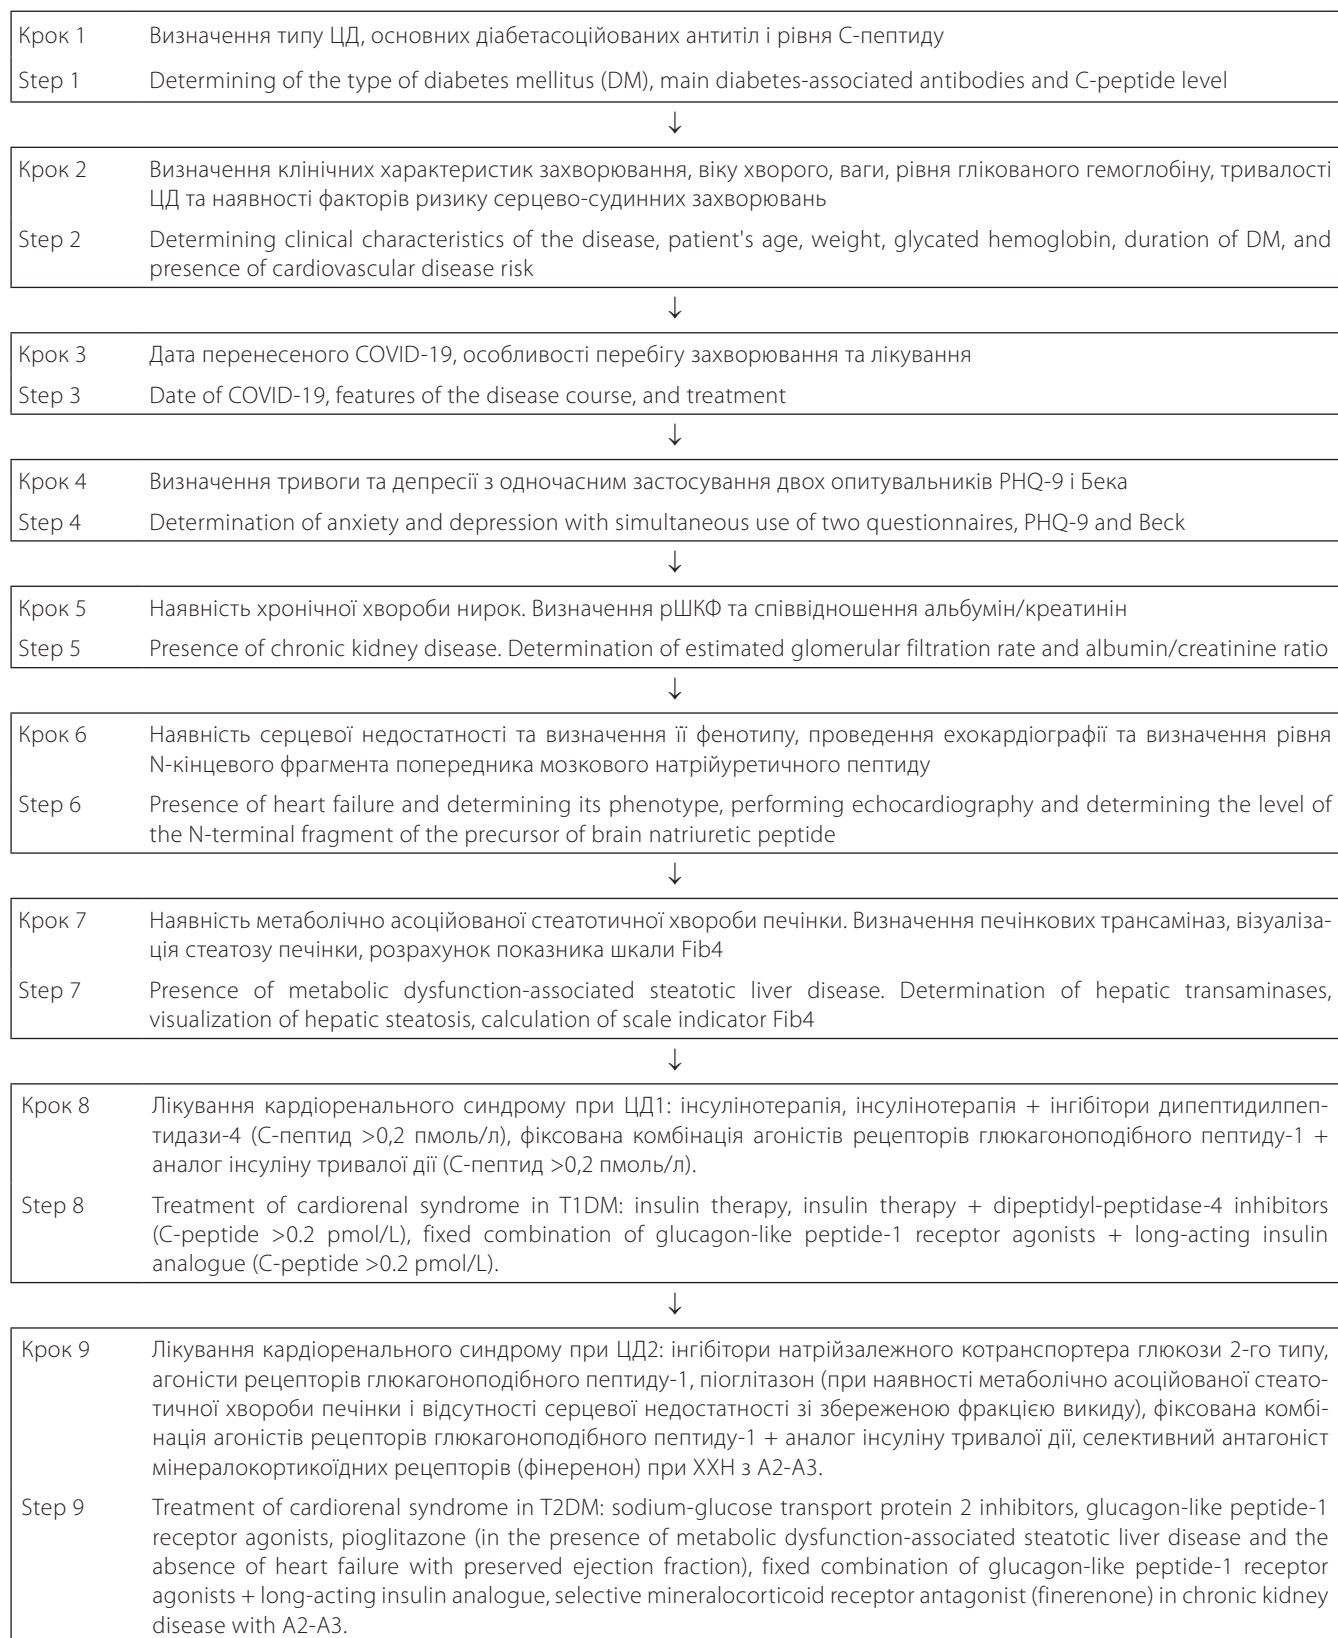 Крок 1 Визначення типу ЦД, основних діабетасоційованих антитіл і рівня С-пептиду
Step 1 Determining of the type of diabetes mellitus (DM), main diabetes-associated antibodies and C-peptide level
↓
Крок 2 Визначення клінічних характеристик захворювання, віку хворого, ваги, рівня глікованого гемоглобіну, тривалості
ЦД та наявності факторів ризику серцево-судинних захворювань
Step 2 Determining clinical characteristics of the disease, patient's age, weight, glycated hemoglobin, duration of DM, and
presence of cardiovascular disease risk
↓
Крок 3 Дата перенесеного COVID-19, особливості перебігу захворювання та лікування
Step 3 Date of COVID-19, features of the disease course, and treatment
↓
Крок 4 Визначення тривоги та депресії з одночасним застосування двох опитувальників PHQ-9 і Бека
Step 4 Determination of anxiety and depression with simultaneous use of two questionnaires, PHQ-9 and Beck
↓
Крок 5 Наявність хронічної хвороби нирок. Визначення рШКФ та співвідношення альбумін/креатинін
Step 5 Presence of chronic kidney disease. Determination of estimated glomerular filtration rate and albumin/creatinine ratio
↓
Крок 6 Наявність серцевої недостатності та визначення її фенотипу, проведення ехокардіографії та визначення рівня
N-кінцевого фрагмента попередника мозкового натрійуретичного пептиду
Step 6 Presence of heart failure and determining its phenotype, performing echocardiography and determining the level of
the N-terminal fragment of the precursor of brain natriuretic peptide
↓
Крок 7 Наявність метаболічно асоційованої стеатотичної хвороби печінки. Визначення печінкових трансаміназ, візуаліза-
ція стеатозу печінки, розрахунок показника шкали Fib4
Step 7 Presence of metabolic dysfunction-associated steatotic liver disease. Determination of hepatic transaminases,
visualization of hepatic steatosis, calculation of scale indicator Fib4
↓
Крок 8 Лікування кардіоренального синдрому при ЦД1: інсулінотерапія, інсулінотерапія + інгібітори дипептидилпеп-
тидази-4 (С-пептид >0,2 пмоль/л), фіксована комбінація агоністів рецепторів глюкагоноподібного пептиду-1 +
аналог інсуліну тривалої дії (С-пептид >0,2 пмоль/л).
Step 8 Treatment of cardiorenal syndrome in T1DM: insulin therapy, insulin therapy + dipeptidyl-peptidase-4 inhibitors
(C-peptide >0.2 pmol/L), fixed combination of glucagon-like peptide-1 receptor agonists + long-acting insulin
analogue (C-peptide >0.2 pmol/L).
↓
Крок 9 Лікування кардіоренального синдрому при ЦД2: інгібітори натрійзалежного котранспортера глюкози 2-го типу,
агоністи рецепторів глюкагоноподібного пептиду-1, піоглітазон (при наявності метаболічно асоційованої стеато-
тичної хвороби печінки і відсутності серцевої недостатності зі збереженою фракцією викиду), фіксована комбі-
нація агоністів рецепторів глюкагоноподібного пептиду-1 + аналог інсуліну тривалої дії, селективний антагоніст
мінералокортикоїдних рецепторів (фінеренон) при ХХН з А2-А3.
Step 9 Treatment of cardiorenal syndrome in T2DM: sodium-glucose transport protein 2 inhibitors, glucagon-like peptide-1
receptor agonists, pioglitazone (in the presence of metabolic dysfunction-associated steatotic liver disease and the
absence of heart failure with preserved ejection fraction), fixed combination of glucagon-like peptide-1 receptor
agonists + long-acting insulin analogue, selective mineralocorticoid receptor antagonist (finerenone) in chronic kidney
disease with A2-A3.